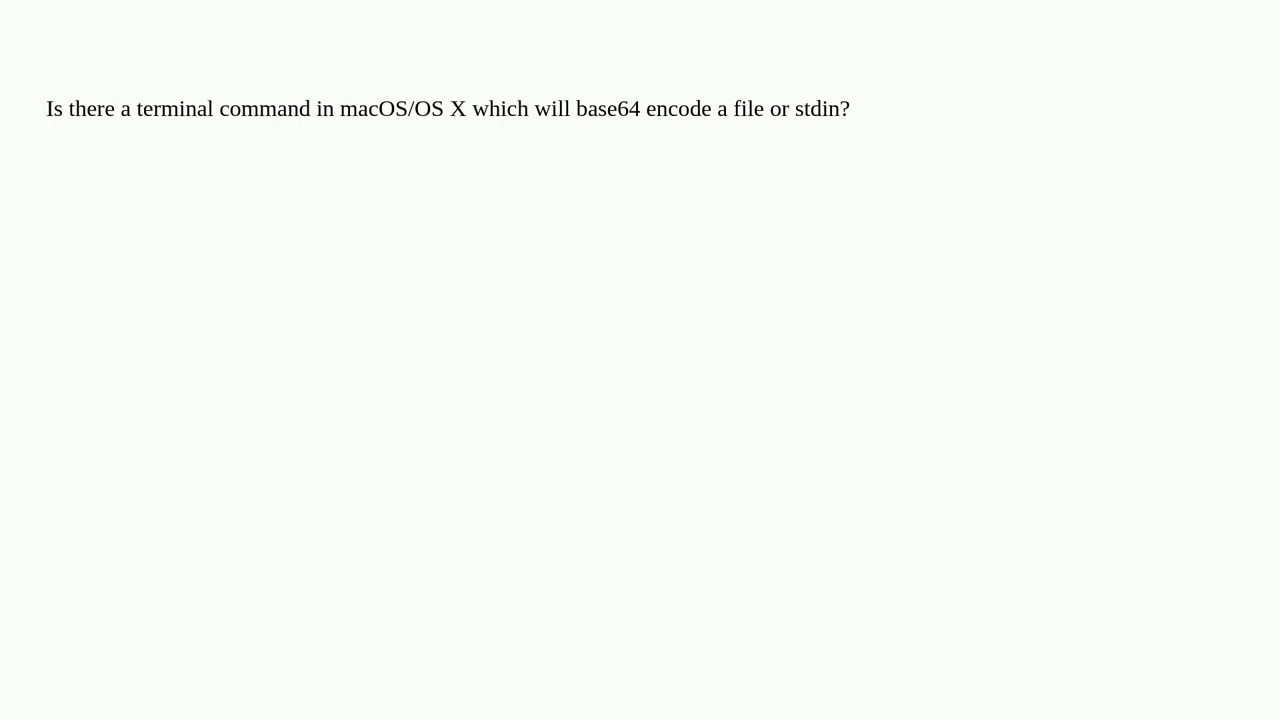 Is there a terminal command in macOS/OS X which will base64 encode a file or stdin?